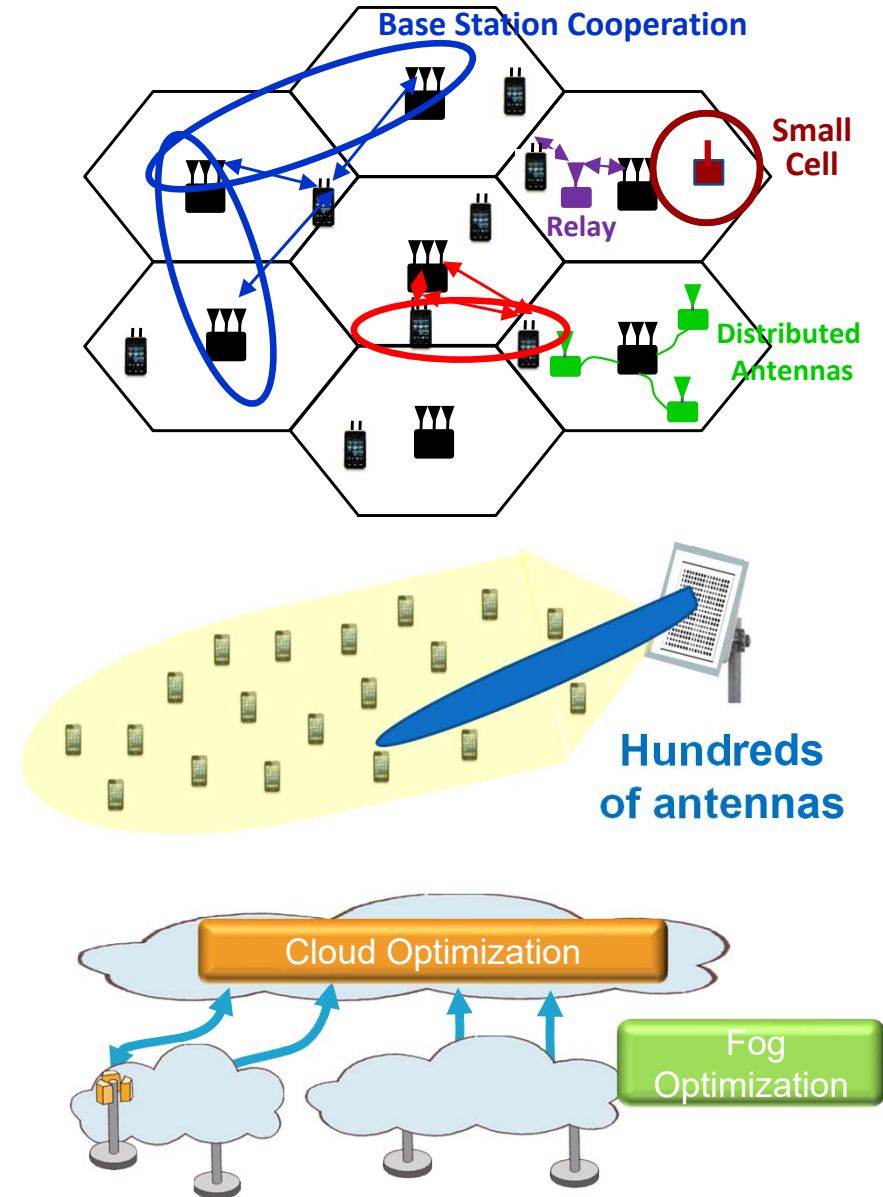 Base Station Cooperation
Small
Cell
Relay
Distributed
Antennas
Hundreds
of antennas
Cloud Optimization
Fog
Optimization